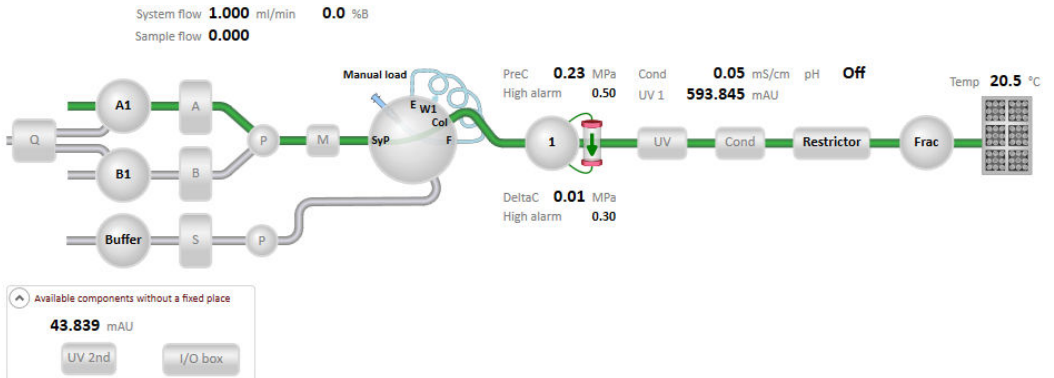 System flow 1.000 ml/min 0.0 %B
Sample flow 0.000
Manual load
PreC 0.23 MPa
High alarm 0.50
Cond 0.05 mS/cm pH Off
UV 1 593.845 mAU
Temp 20.5 °C
E W1
Col
SyP F
A1 A
Q P M
B1 B
1 UV Cond Restrictor Frac
DeltaC 0.01 MPa
High alarm 0.30
Buffer S P
Available components without a fixed place
43.839 mAU
UV 2nd I/O box